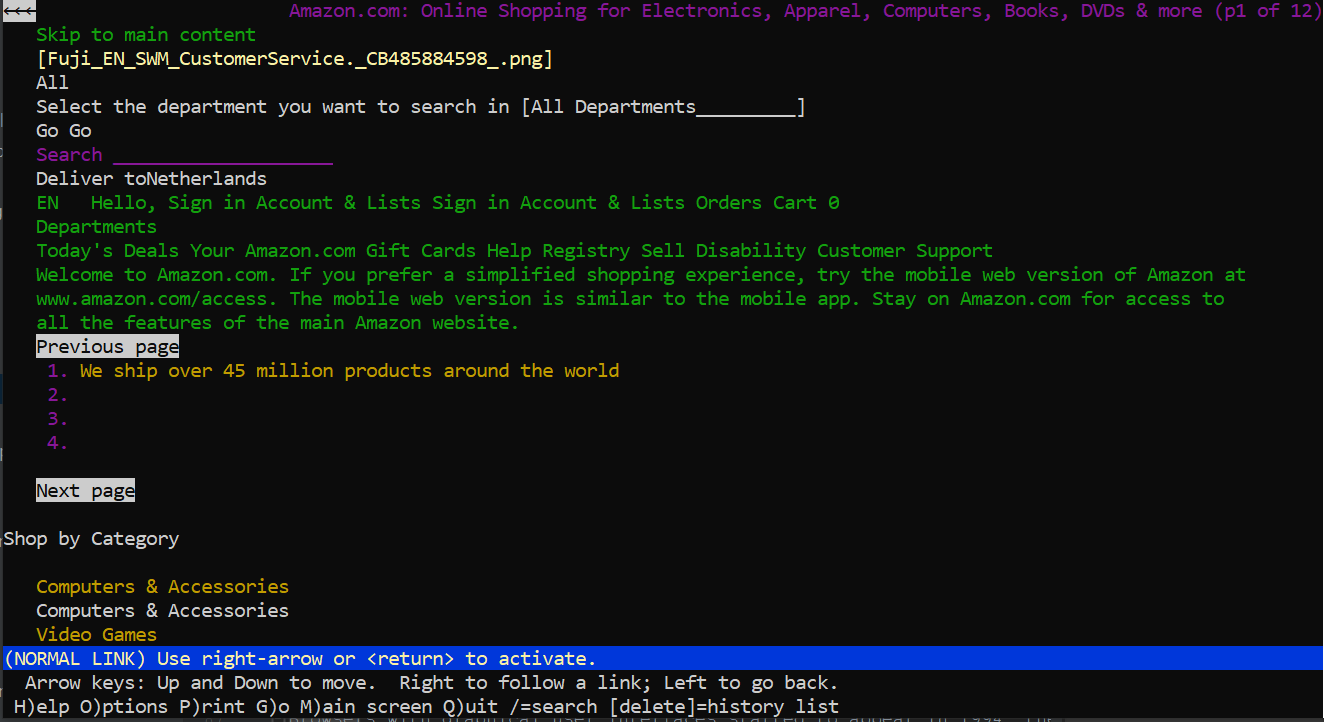 <<< Amazon.com: Online Shopping for Electronics, Apparel, Computers, Books, DVDs & more (p1 of 12)
Skip to main content
[Fuji_EN_SWM_CustomerService._CB485884598_.png]
All
Select the department you want to search in [All Departments_________]
Go Go
Search ____________________
Deliver toNetherlands
EN Hello, Sign in Account & Lists Sign in Account & Lists Orders Cart 0
Departments
Today's Deals Your Amazon.com Gift Cards Help Registry Sell Disability Customer Support
Welcome to Amazon.com. If you prefer a simplified shopping experience, try the mobile web version of Amazon at
www.amazon.com/access. The mobile web version is similar to the mobile app. Stay on Amazon.com for access to
all the features of the main Amazon website.
Previous page
1. We ship over 45 million products around the world
2.
3.
4.
Next page
Shop by Category
Computers & Accessories
Computers & Accessories
Video Games
(NORMAL LINK) Use right-arrow or <return> to activate.
Arrow keys: Up and Down to move. Right to follow a link; Left to go back.
H)elp O)ptions P)rint G)o M)ain screen Q)uit /=search [delete]=history list